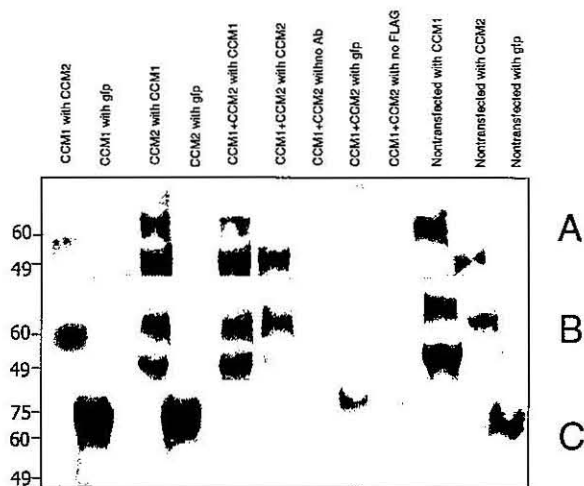 CCM1 with CCM2
CCM1 with gfp
CCM2 with CCM1
CCM2 with gfp
CCM1+CCM2 with CCM1
CCM1+CCM2 with CCM2
CCM1+CCM2 withno Ab
CCM1+CCM2 with gfp
CCM1+CCM2 with no FLAG
Nontransfected with CCM1
Nontransfected with CCM2
Nontransfected with gfp
60
49
A
60
49
B
75
60
49
C